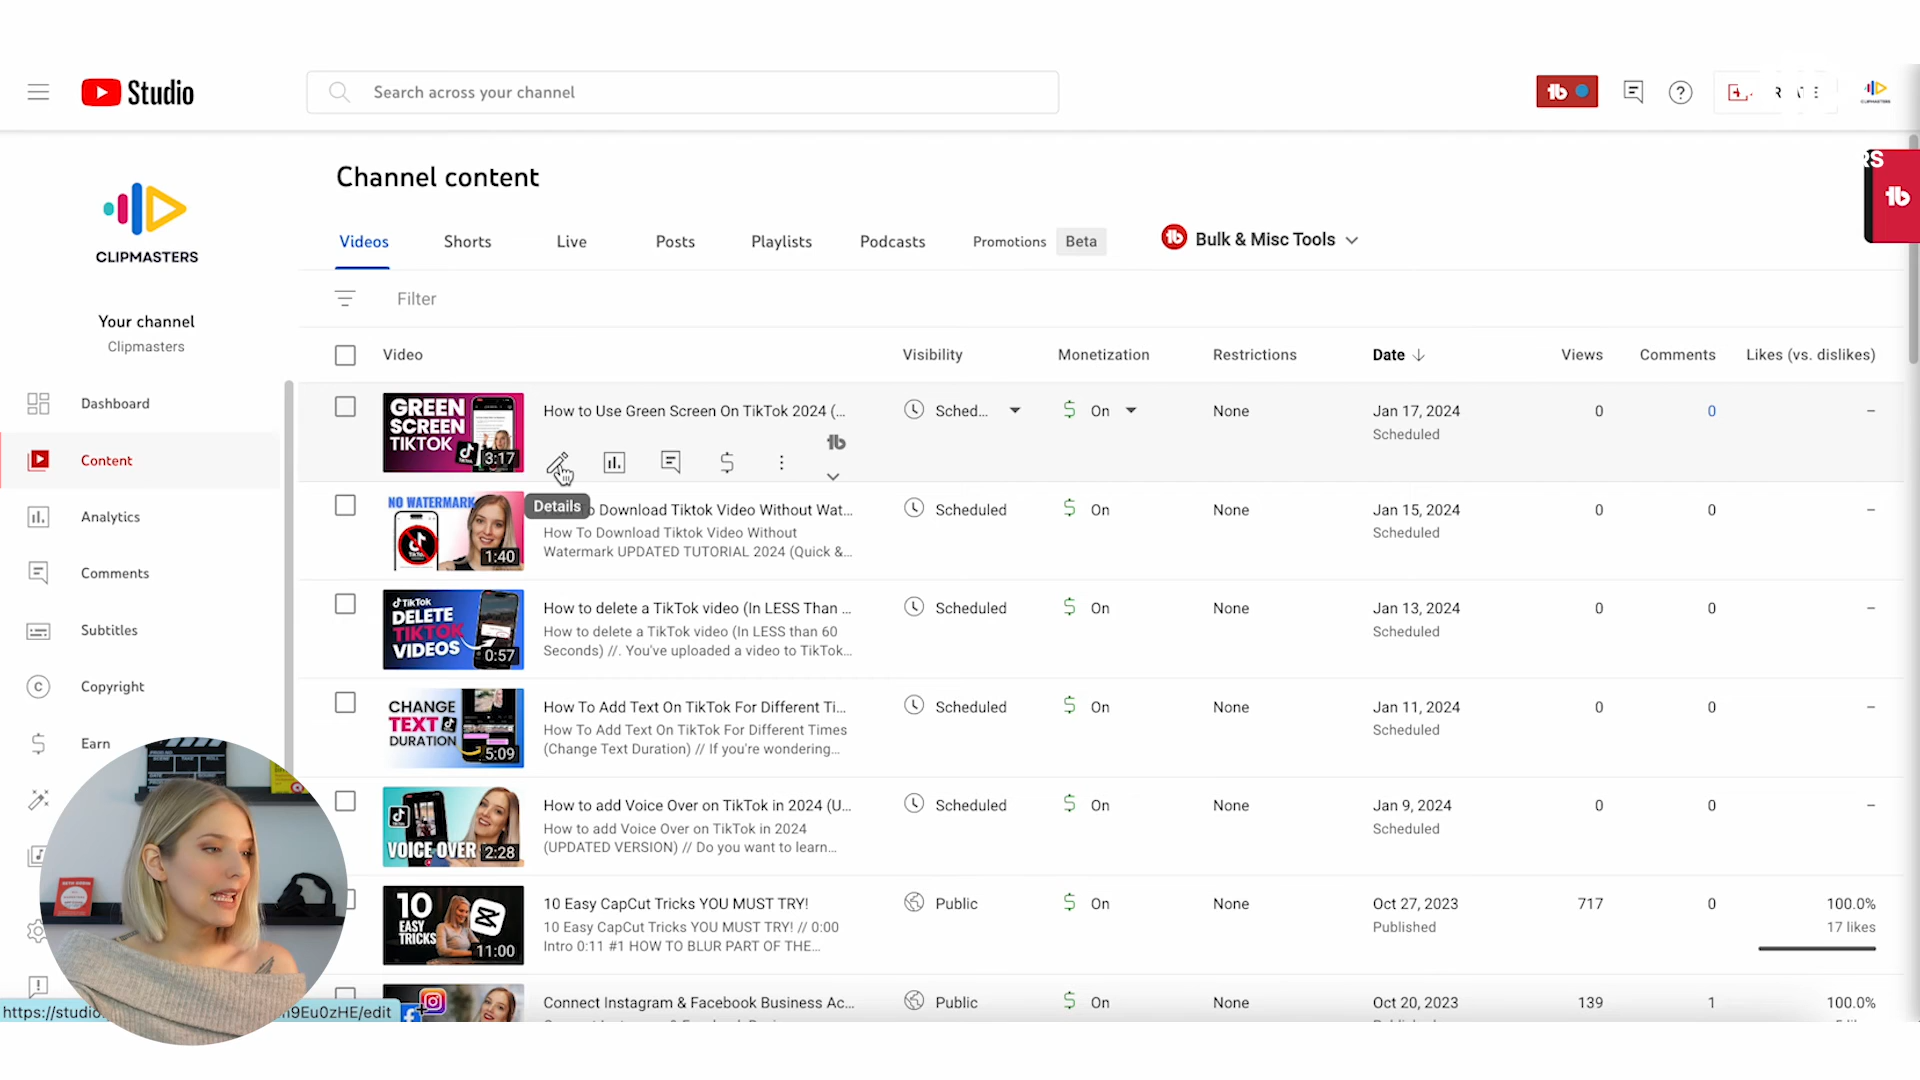 Studio
Search across your channel
CLIPMASTERS
RS
Channel content
Videos
Shorts
Live
Posts
Playlists
Podcasts
Promotions
Beta
Bulk & Misc Tools
CLIPMASTERS
Your channel
Clipmasters
Filter
Video
Visibility
Monetization
Restrictions
Date
Views
Comments
Likes (vs. dislikes)
Dashboard
Content
Analytics
Comments
Subtitles
Copyright
Earn
GREEN
SCREEN
TIKTOK
3:17
How to Use Green Screen On TikTok 2024 (...
Sched...
On
None
Jan 17, 2024
Scheduled
0
0
–
Details
NO WATERMARK
1:40
o Download Tiktok Video Without Wat...
How To Download Tiktok Video Without
Watermark UPDATED TUTORIAL 2024 (Quick &...
Scheduled
On
None
Jan 15, 2024
Scheduled
0
0
–
TikTok
DELETE
TIKTOK
VIDEOS
0:57
How to delete a TikTok video (In LESS Than ...
How to delete a TikTok video (In LESS than 60
Seconds) //. You've uploaded a video to TikTok...
Scheduled
On
None
Jan 13, 2024
Scheduled
0
0
–
CHANGE
TEXT
DURATION
5:09
How To Add Text On TikTok For Different Ti...
How To Add Text On TikTok For Different Times
(Change Text Duration) // If you're wondering...
Scheduled
On
None
Jan 11, 2024
Scheduled
0
0
–
VOICE OVER
2:28
How to add Voice Over on TikTok in 2024 (U...
How to add Voice Over on TikTok in 2024
(UPDATED VERSION) // Do you want to learn...
Scheduled
On
None
Jan 9, 2024
Scheduled
0
0
–
10
EASY
TRICKS
11:00
10 Easy CapCut Tricks YOU MUST TRY!
10 Easy CapCut Tricks YOU MUST TRY! // 0:00
Intro 0:11 #1 HOW TO BLUR PART OF THE...
Public
On
None
Oct 27, 2023
Published
717
0
100.0%
17 likes
Connect Instagram & Facebook Business Ac...
Public
On
None
Oct 20, 2023
139
1
100.0%
https://studio.
n9Eu0zHE/edit